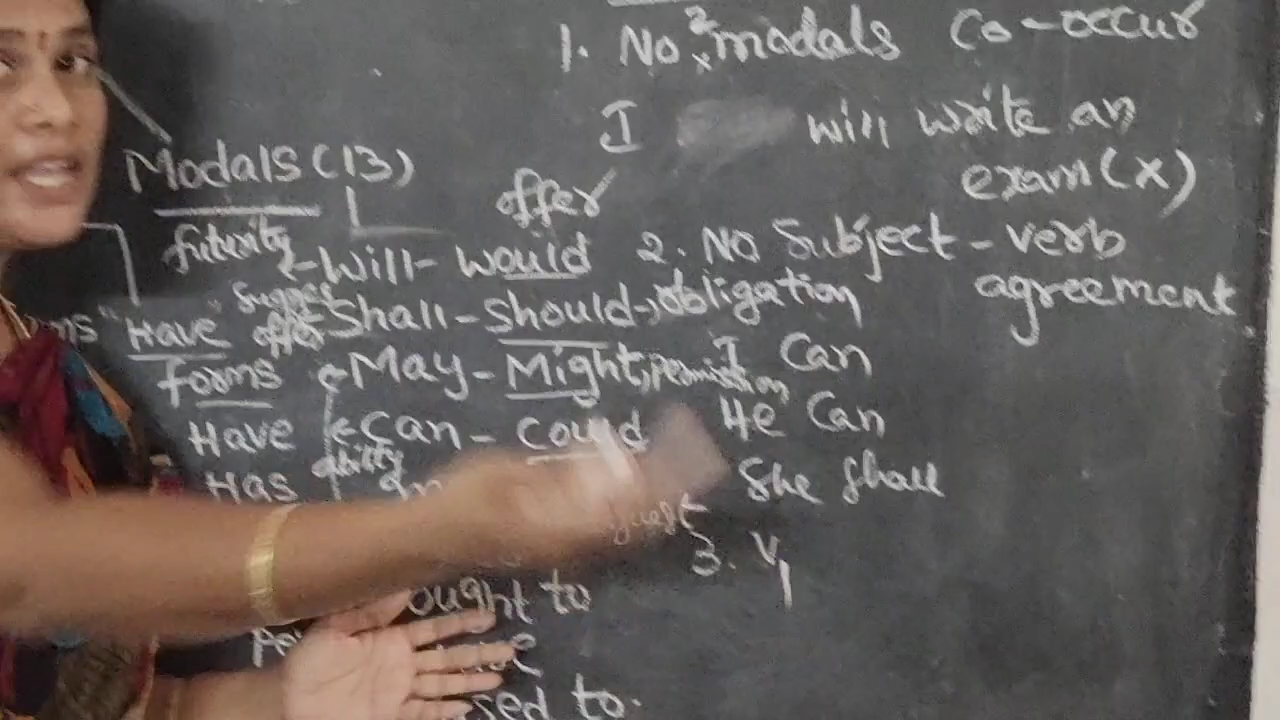 1. No 2 modals Co-occur
I will write an
exam (x)
Modals (13)
offer
futurity
-Will - would
2. No Subject - verb
agreement
Suggest
offer Shall - Should - obligation
"Have
forms
May - Might, permission
I Can
Have
Can - Could
He Can
ability
Has
She shall
3. V1
ought to
used to.